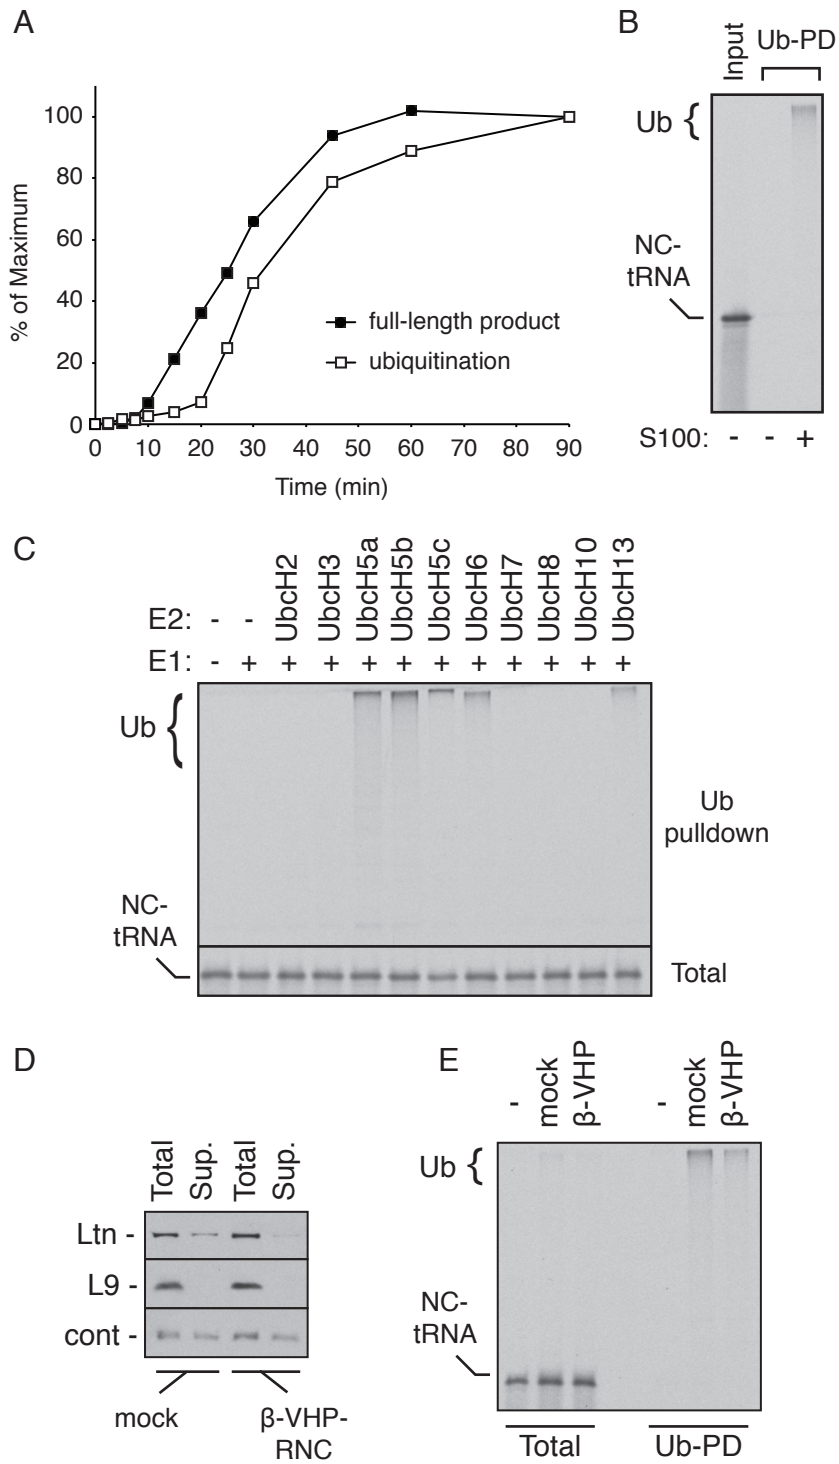 A
% of Maximum
100
80
60
40
20
0
0 10 20 30 40 50 60 70 80 90
Time (min)
full-length product
ubiquitination
B
Input
Ub-PD
Ub {
NC-
tRNA
S100: - - +
C
E2: - - UbcH2 UbcH3 UbcH5a UbcH5b UbcH5c UbcH6 UbcH7 UbcH8 UbcH10 UbcH13
E1: - + + + + + + + + + + +
Ub {
Ub
pulldown
NC-
tRNA
Total
D
Total Sup. Total Sup.
Ltn -
L9 -
cont -
mock
β-VHP-
RNC
E
- mock β-VHP - mock β-VHP
Ub {
NC-
tRNA
Total Ub-PD